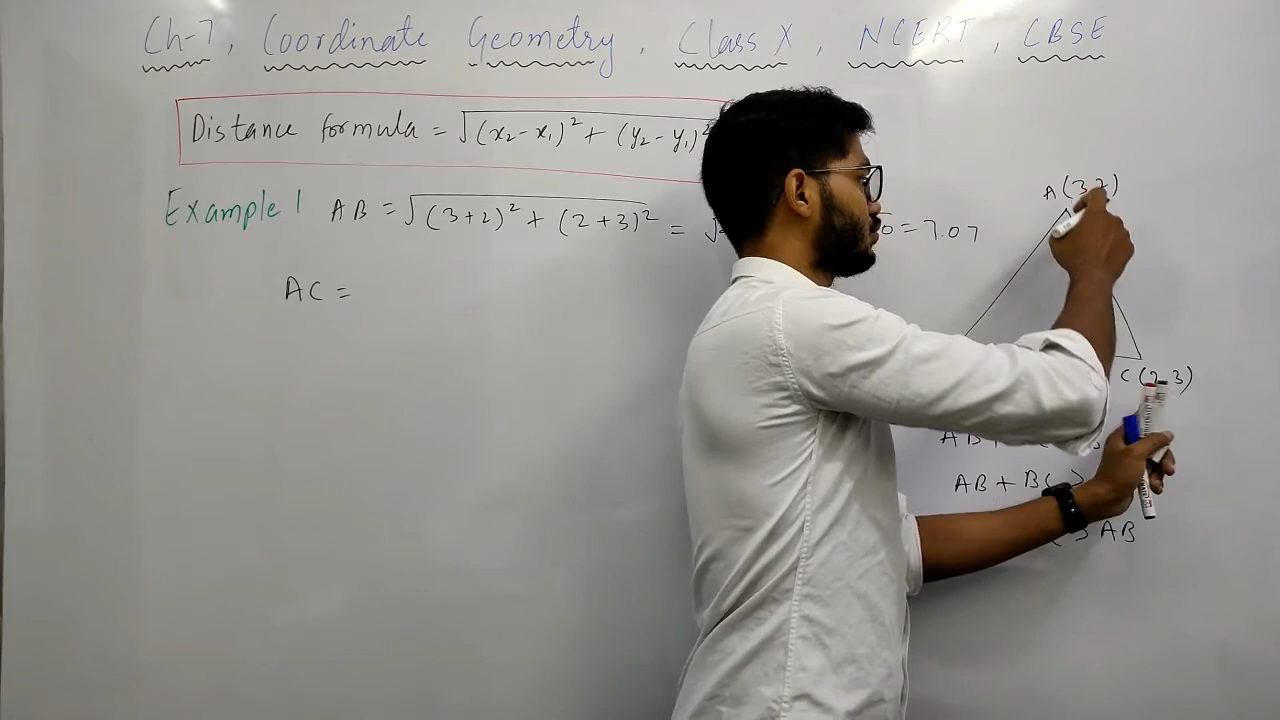 Ch-7, Coordinate Geometry, Class X, NCERT, CBSE
Distance formula = √(x₂-x₁)² + (y₂-y₁)²
Example 1 AB = √(3+2)² + (2+3)² = √ 0 = 7.07
A(3,2)
AC =
C(2,3)
AB +
AB + BC >
> AB